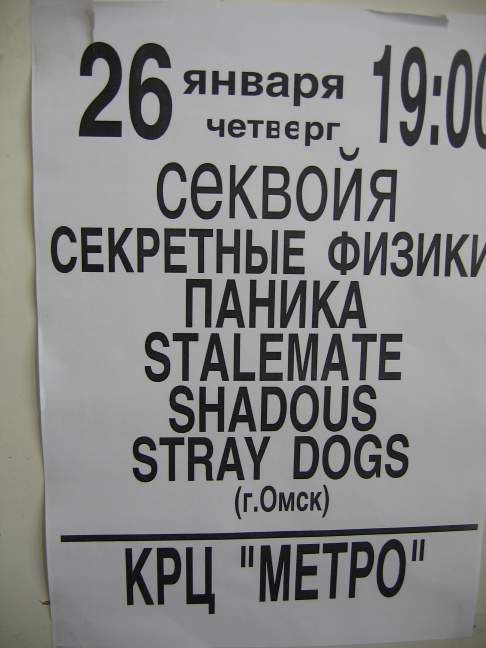 26 января 19:00
четверг
секвойя
СЕКРЕТНЫЕ ФИЗИКИ
ПАНИКА
STALEMATE
SHADOUS
STRAY DOGS
(г.Омск)
КРЦ "МЕТРО"